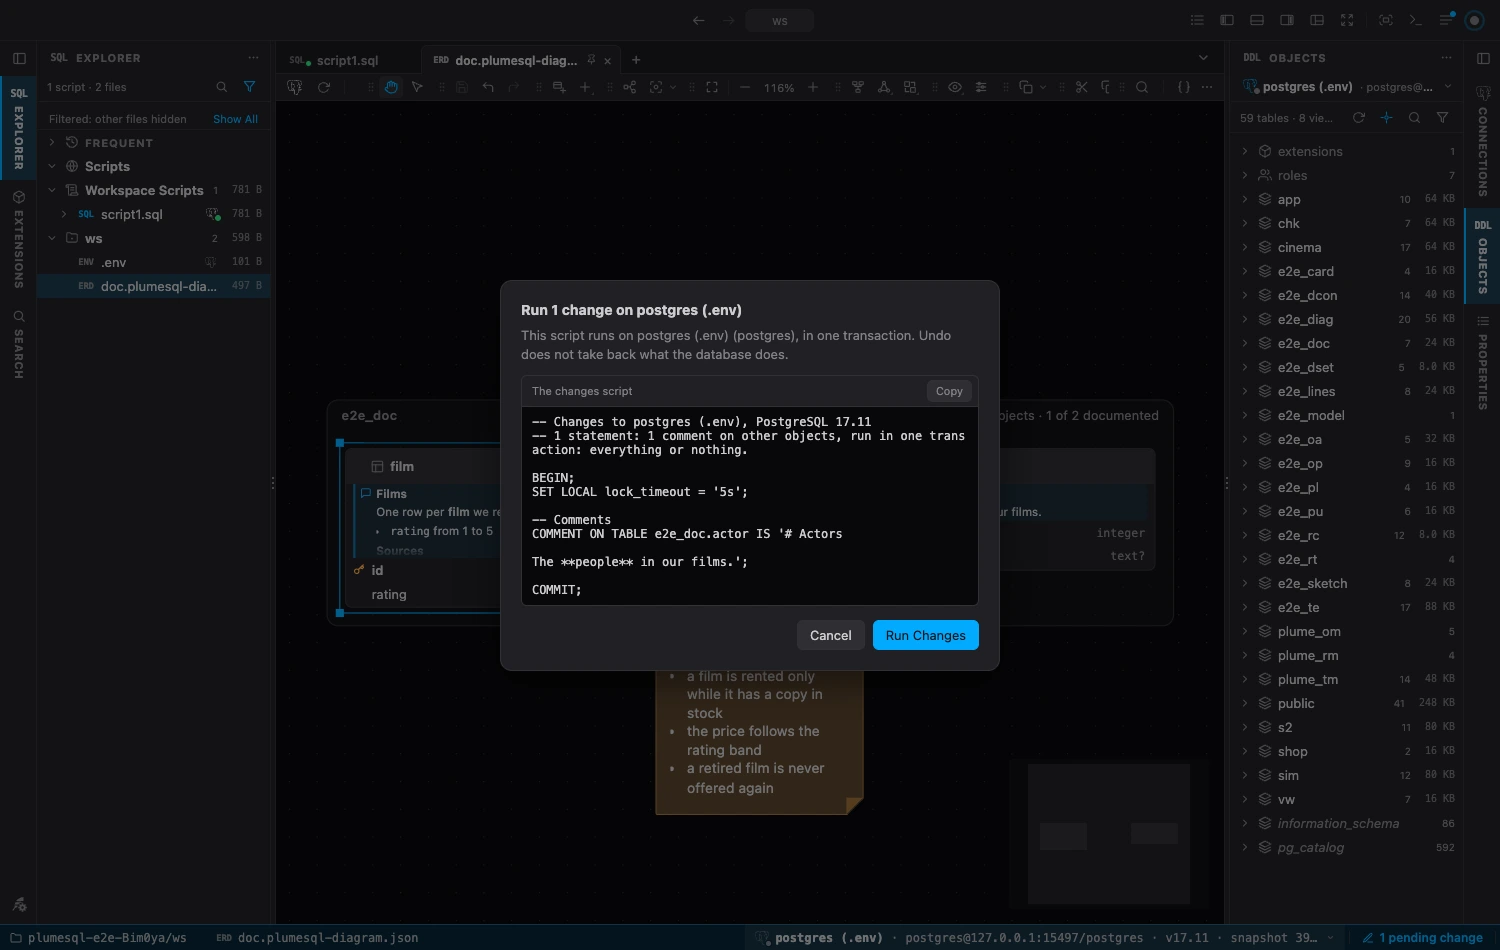 ws
SQL EXPLORER
1 script · 2 files
Filtered: other files hidden Show All
FREQUENT
Scripts
Workspace Scripts 1 781 B
SQL script1.sql 781 B
ws 2 598 B
ENV .env 101 B
ERD doc.plumesql-dia... 497 B
SQL EXPLORER
EXTENSIONS
SEARCH
SQL script1.sql
ERD doc.plumesql-diag...
116%
e2e_doc
film
Films
One row per film we re
• rating from 1 to 5
Sources
id
rating
bjects · 1 of 2 documented
ur films.
integer
text?
Run 1 change on postgres (.env)
This script runs on postgres (.env) (postgres), in one transaction. Undo
does not take back what the database does.
The changes script Copy
-- Changes to postgres (.env), PostgreSQL 17.11
-- 1 statement: 1 comment on other objects, run in one trans
action: everything or nothing.
BEGIN;
SET LOCAL lock_timeout = '5s';
-- Comments
COMMENT ON TABLE e2e_doc.actor IS '# Actors
The **people** in our films.';
COMMIT;
Cancel Run Changes
• a film is rented only
while it has a copy in
stock
• the price follows the
rating band
• a retired film is never
offered again
DDL OBJECTS
postgres (.env) · postgres@...
59 tables · 8 vie...
extensions 1
roles 7
app 10 64 KB
chk 7 64 KB
cinema 17 64 KB
e2e_card 4 16 KB
e2e_dcon 14 40 KB
e2e_diag 20 56 KB
e2e_doc 7 24 KB
e2e_dset 5 8.0 KB
e2e_lines 8 24 KB
e2e_model 1
e2e_oa 5 32 KB
e2e_op 9 16 KB
e2e_pl 4 16 KB
e2e_pu 6 16 KB
e2e_rc 12 8.0 KB
e2e_rt 4
e2e_sketch 8 24 KB
e2e_te 17 88 KB
plume_om 5
plume_rm 4
plume_tm 14 48 KB
public 41 248 KB
s2 11 80 KB
shop 2 16 KB
sim 12 80 KB
vw 7 16 KB
information_schema 86
pg_catalog 592
CONNECTIONS
DDL OBJECTS
PROPERTIES
plumesql-e2e-Bim0ya/ws ERD doc.plumesql-diagram.json postgres (.env) · postgres@127.0.0.1:15497/postgres · v17.11 · snapshot 39... 1 pending change